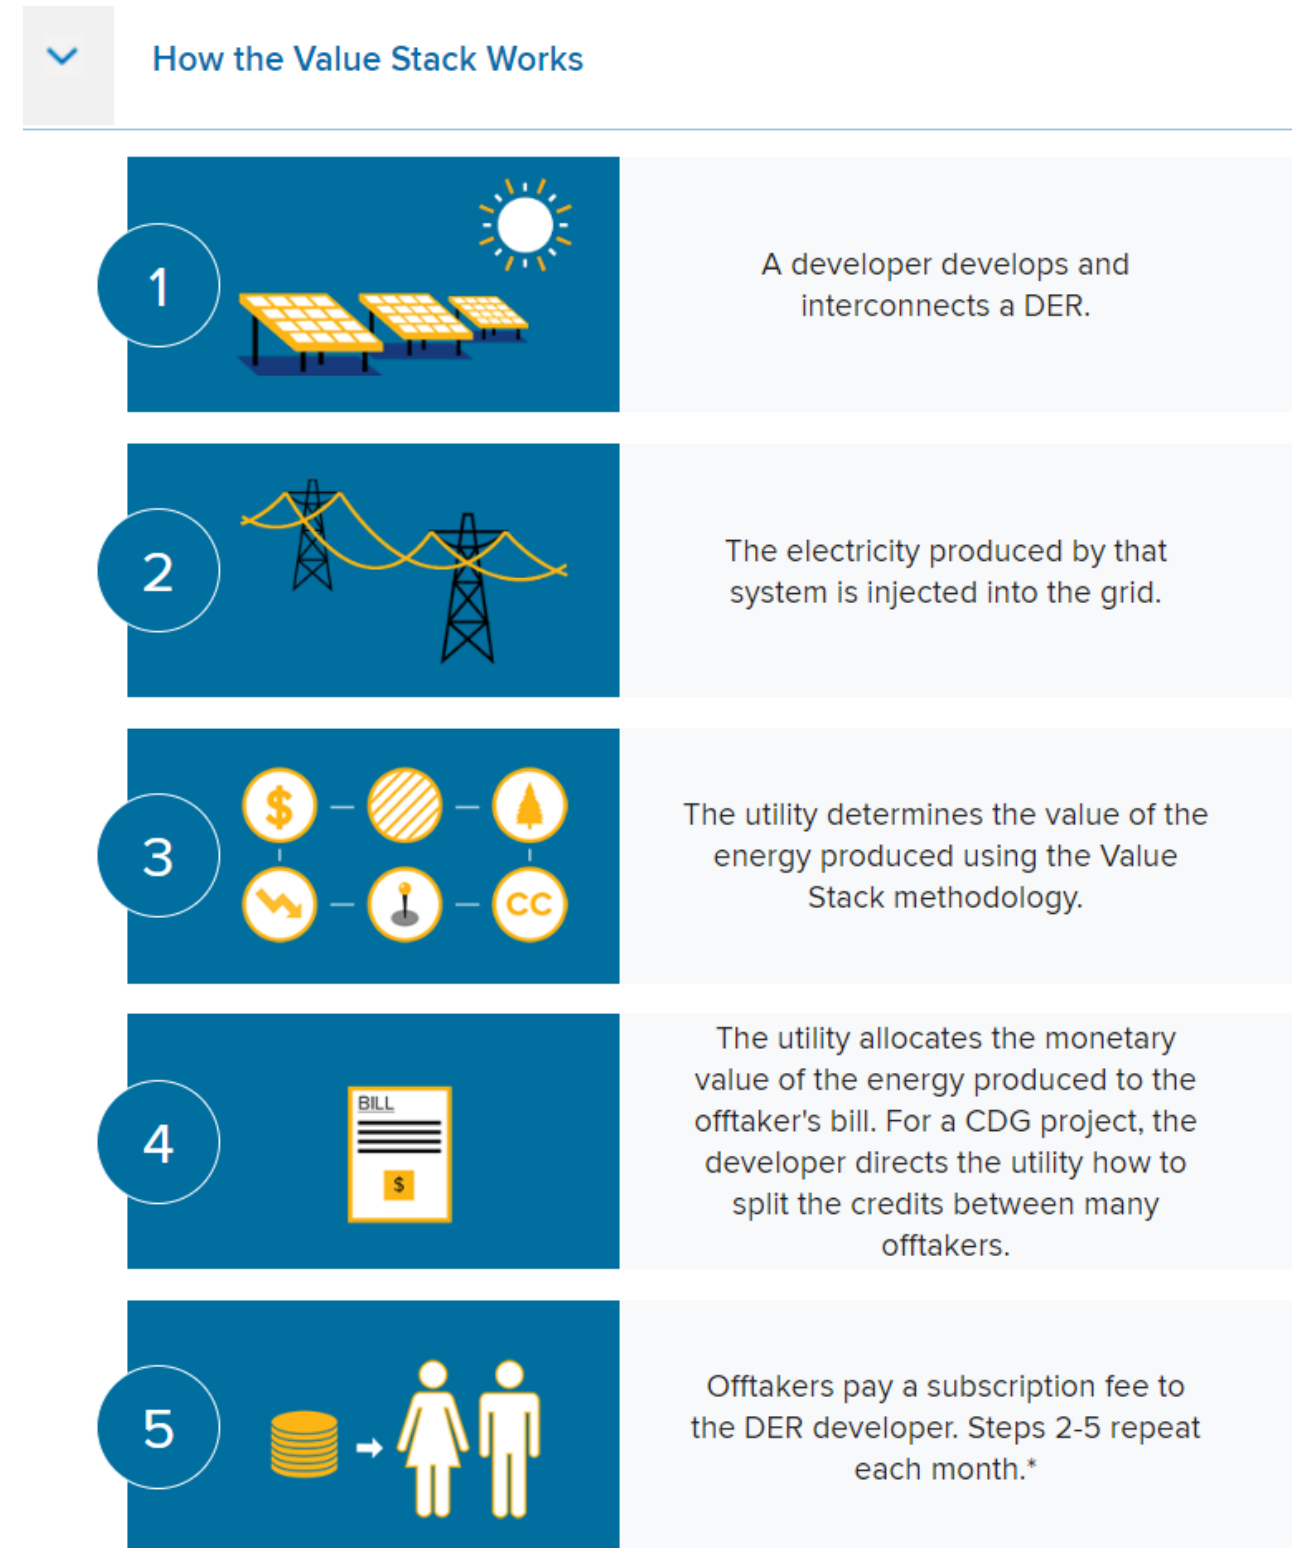 How the Value Stack Works
1
A developer develops and
interconnects a DER.
2
The electricity produced by that
system is injected into the grid.
3
$
CC
The utility determines the value of the
energy produced using the Value
Stack methodology.
4
BILL
$
The utility allocates the monetary
value of the energy produced to the
offtaker's bill. For a CDG project, the
developer directs the utility how to
split the credits between many
offtakers.
5
Offtakers pay a subscription fee to
the DER developer. Steps 2-5 repeat
each month.*